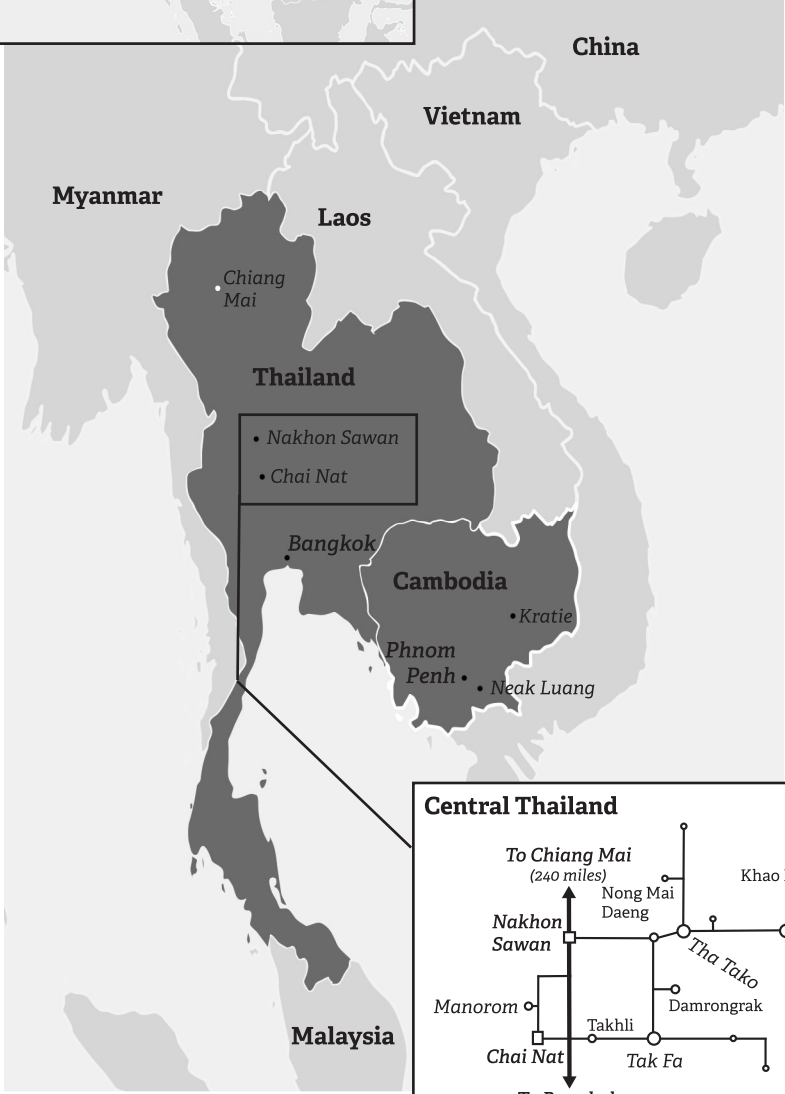 China
Vietnam
Myanmar
Laos
Chiang
Mai
Thailand
Nakhon Sawan
Chai Nat
Bangkok
Cambodia
Kratie
Phnom
Penh
Neak Luang
Central Thailand
To Chiang Mai
(240 miles)
Khao
Nong Mai
Daeng
Nakhon
Sawan
Tha Tako
Manorom
Damrongrak
Takhli
Chai Nat
Tak Fa
Malaysia